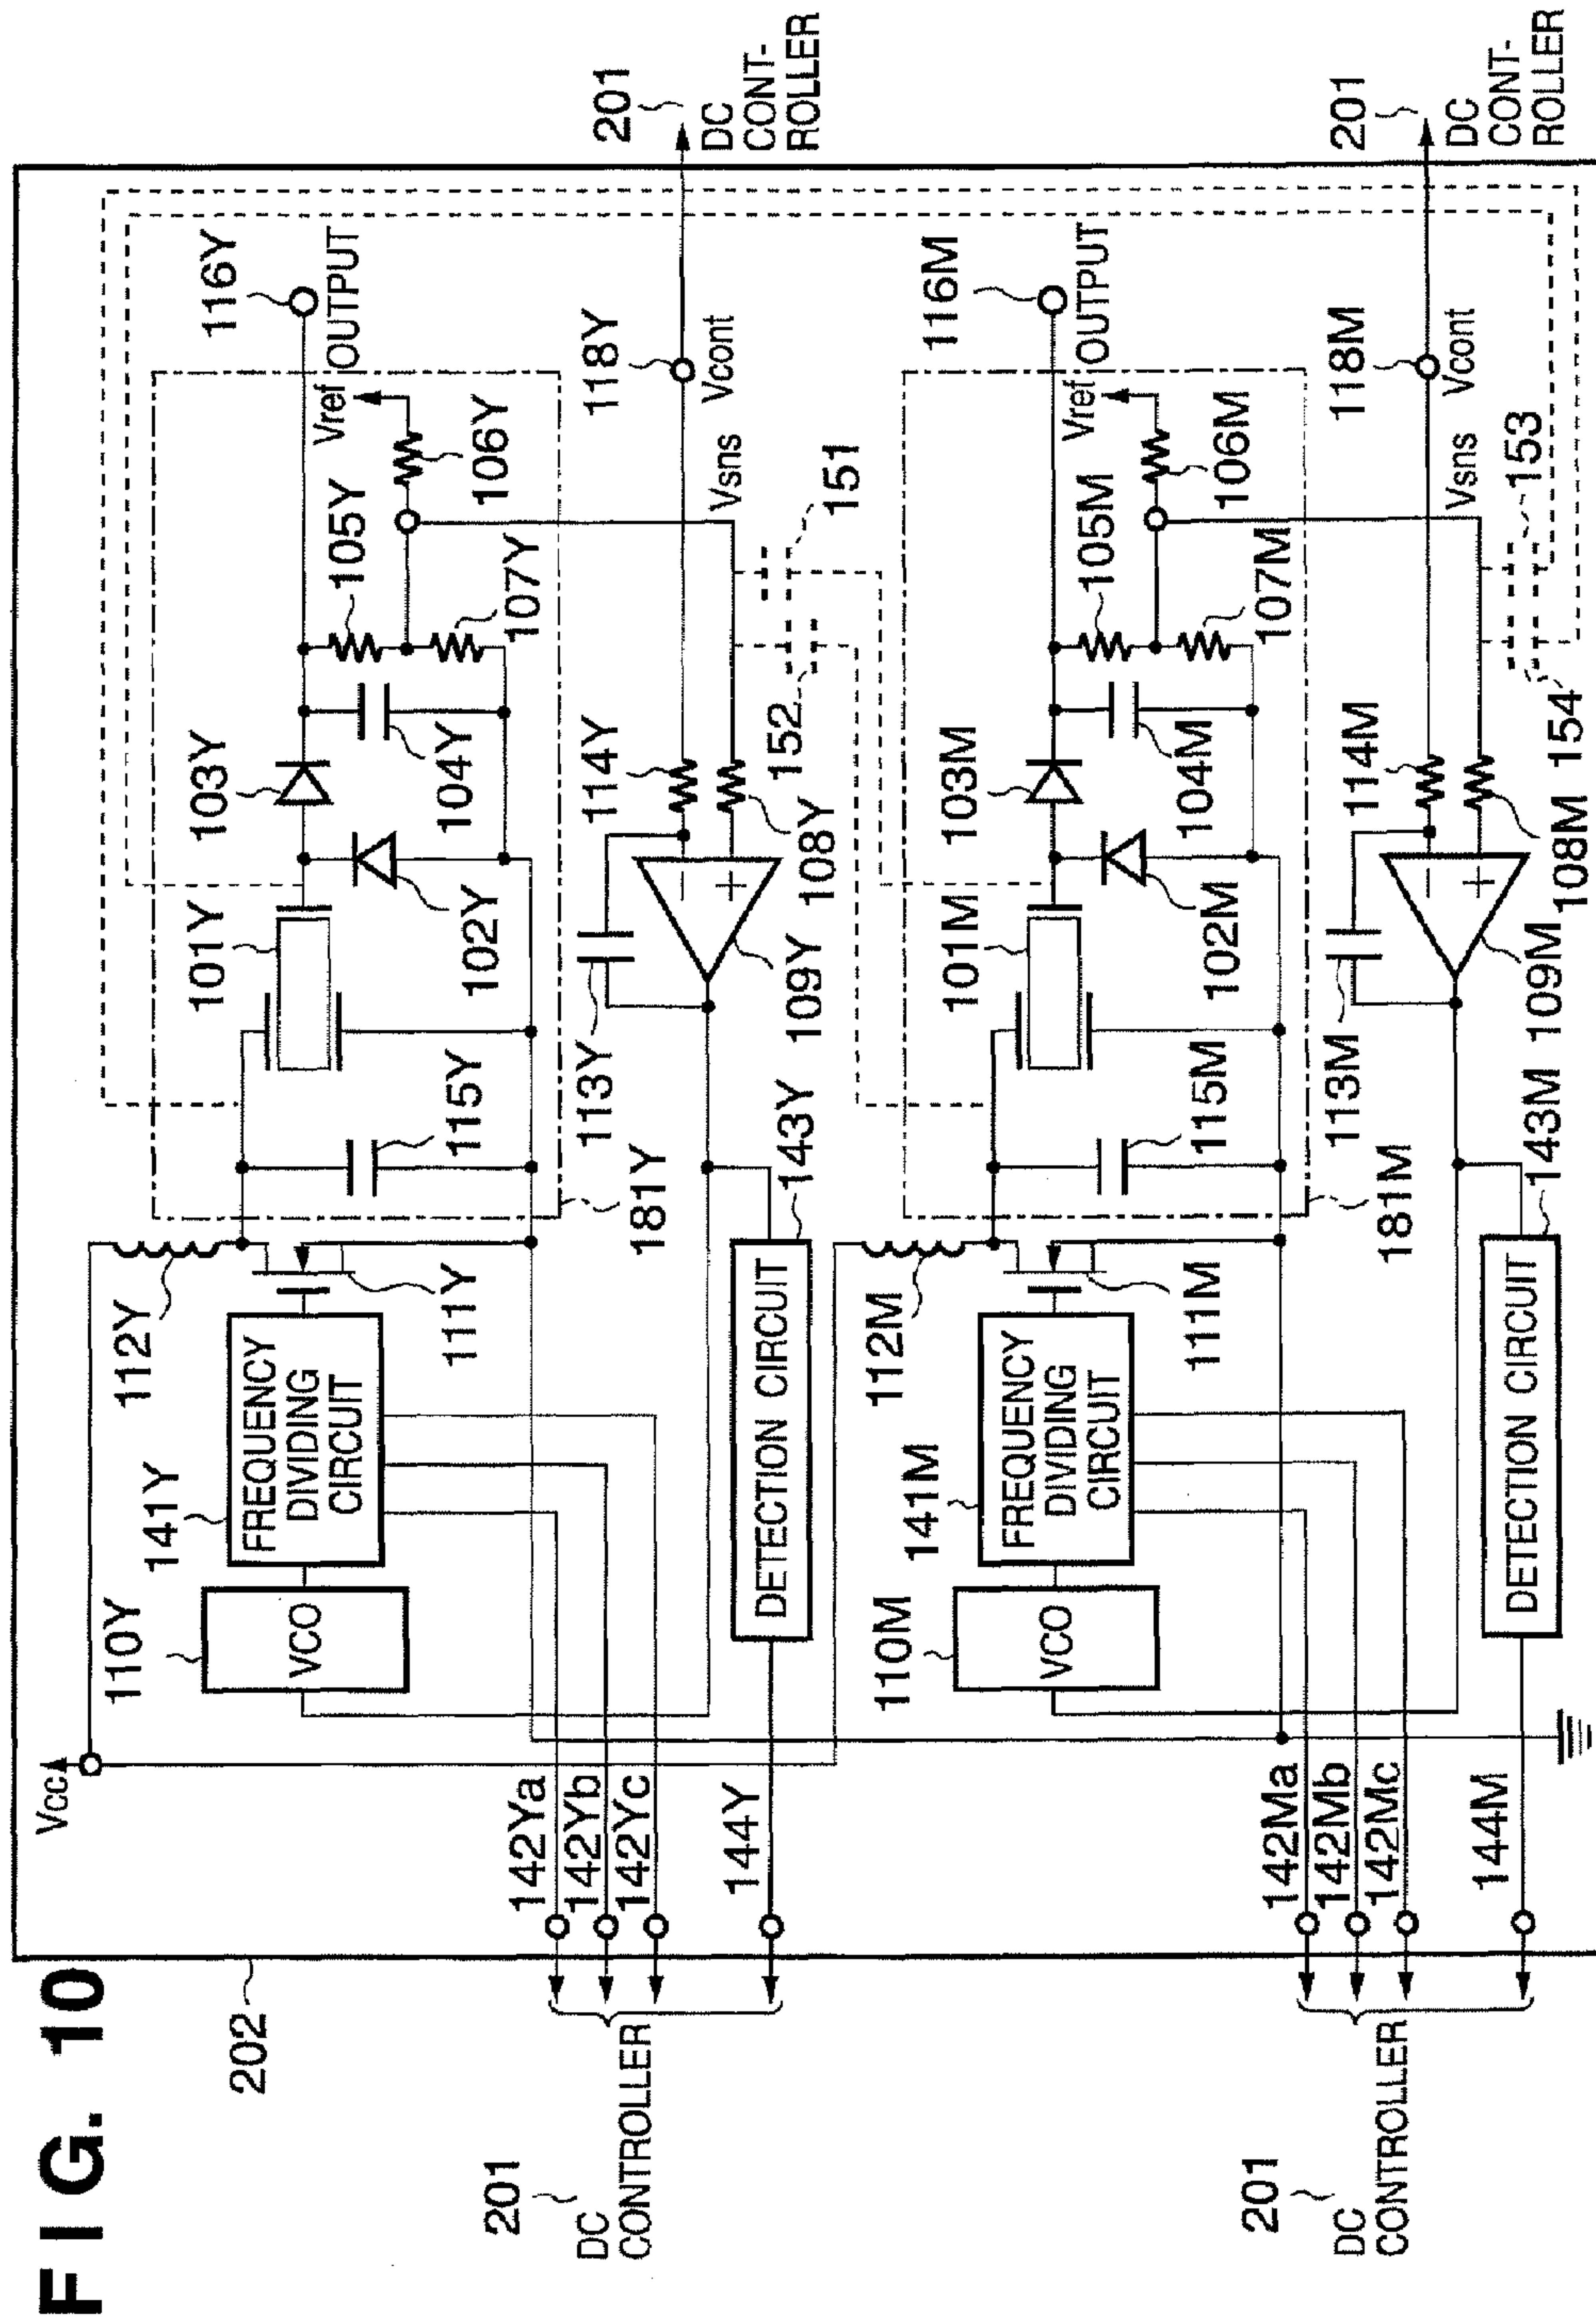 FIG. 10
202
Vcc
110Y
VCO
141Y
FREQUENCY
DIVIDING
CIRCUIT
112Y
111Y
115Y
181Y
101Y
102Y
103Y
104Y
105Y
106Y
107Y
Vref
116Y
OUTPUT
142Ya
142Yb
142Yc
144Y
201
DC
CONTROLLER
DETECTION CIRCUIT
143Y
113Y
109Y
108Y
114Y
−
+
152
151
Vsns
118Y
Vcont
201
DC
CONT-
ROLLER
110M
VCO
141M
FREQUENCY
DIVIDING
CIRCUIT
112M
111M
115M
181M
101M
102M
103M
104M
105M
106M
107M
Vref
116M
OUTPUT
142Ma
142Mb
142Mc
144M
201
DC
CONTROLLER
DETECTION CIRCUIT
143M
113M
109M
108M
114M
−
+
154
153
Vsns
118M
Vcont
201
DC
CONT-
ROLLER